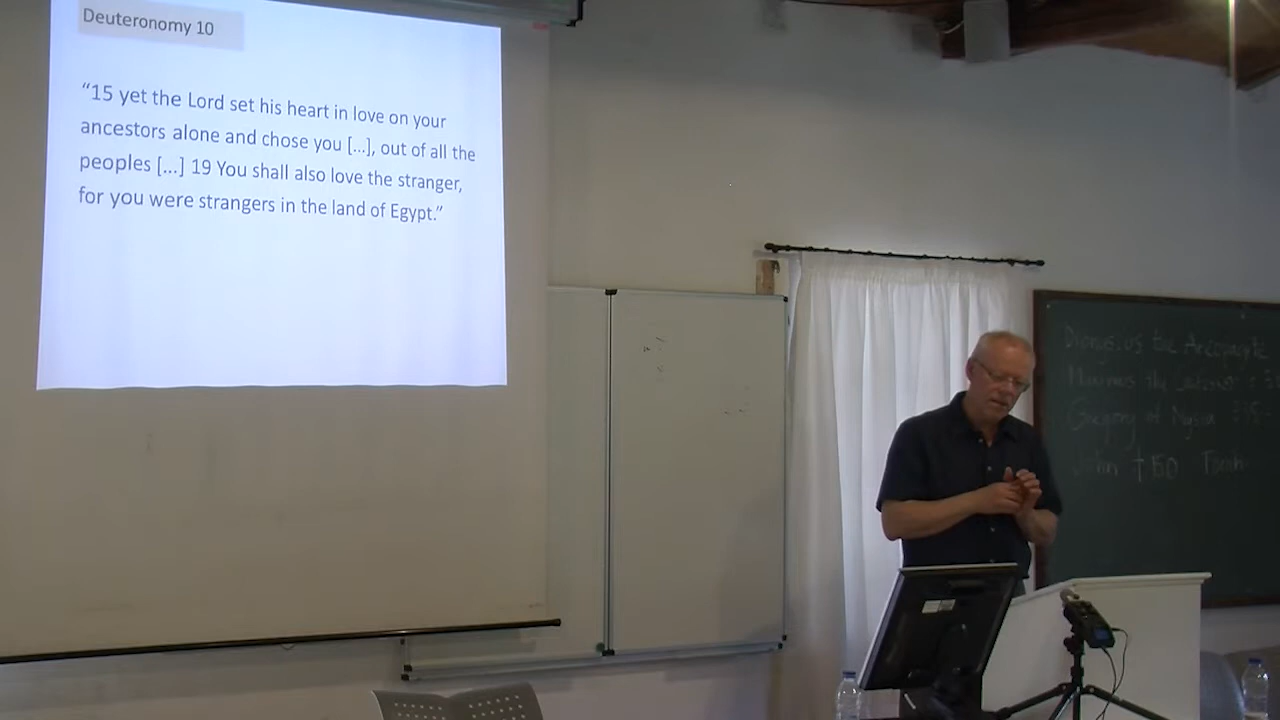 Deuteronomy 10
“15 yet the Lord set his heart in love on your
ancestors alone and chose you [...], out of all the
peoples [...] 19 You shall also love the stranger,
for you were strangers in the land of Egypt.”
Dionysius the Areopagite
Maximus the
Gregory of Nyssa
John † 150